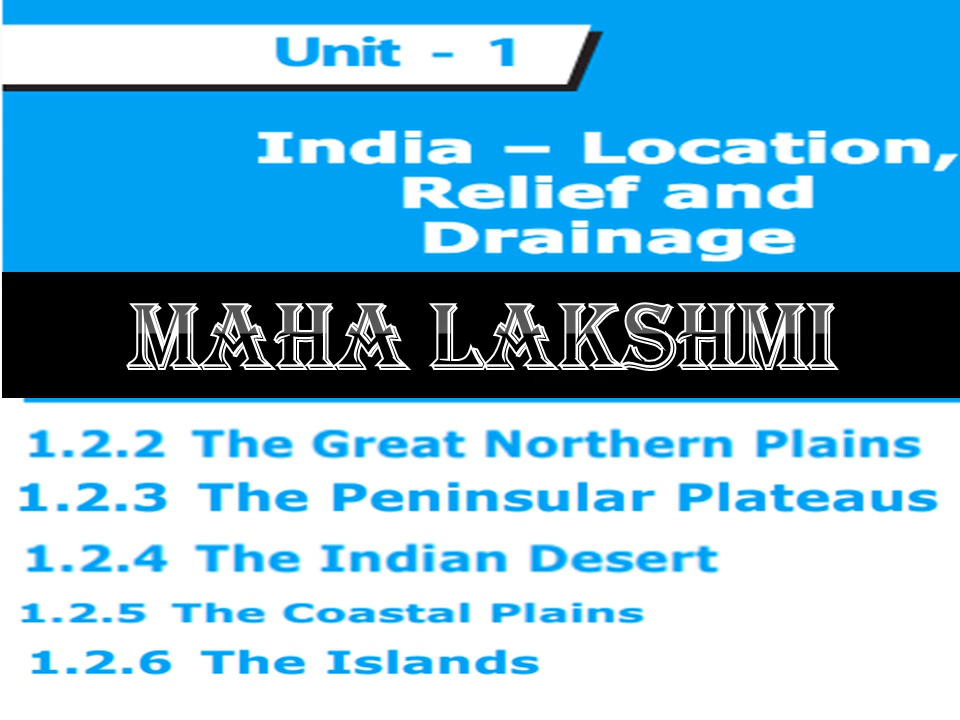 Unit - 1
India – Location,
Relief and
Drainage
MAHA LAKSHMI
1.2.2 The Great Northern Plains
1.2.3 The Peninsular Plateaus
1.2.4 The Indian Desert
1.2.5 The Coastal Plains
1.2.6 The Islands